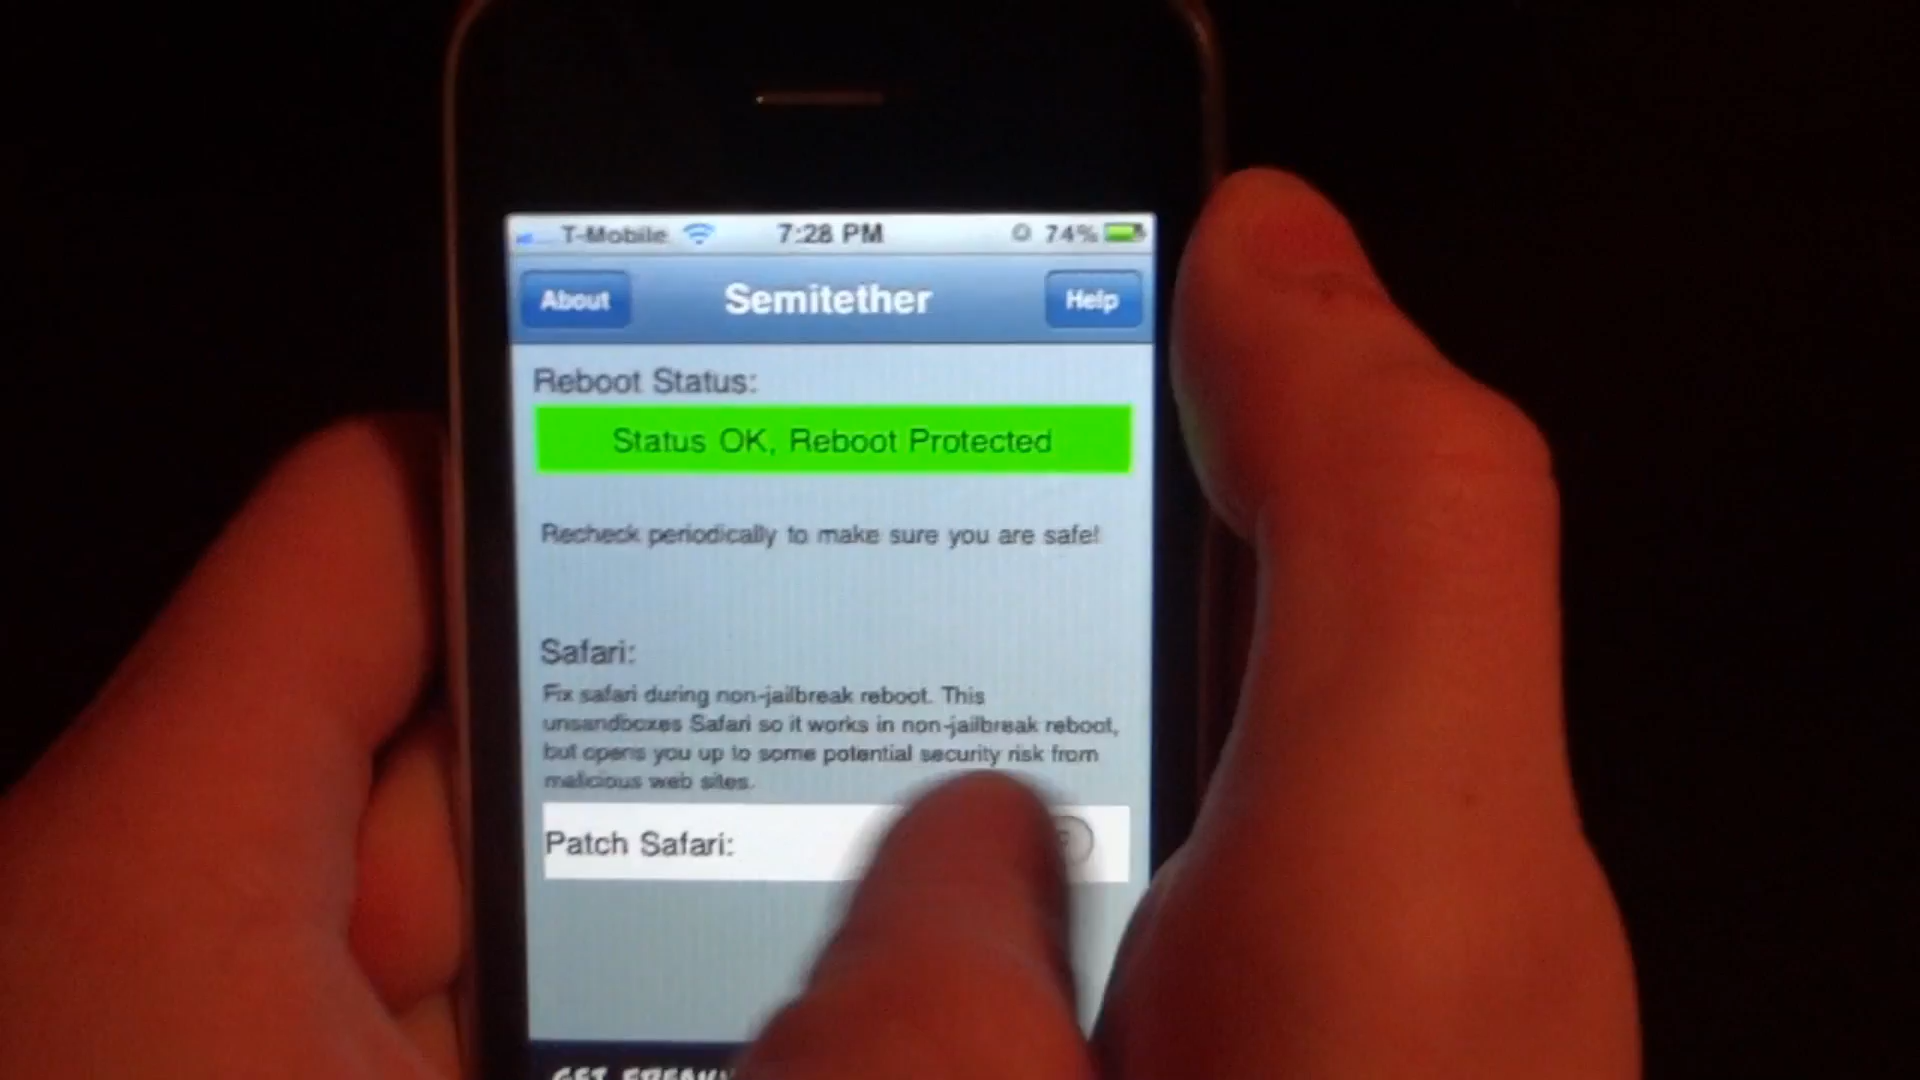 T-Mobile 7:28 PM 74%
About Semitether Help
Reboot Status:
Status OK, Reboot Protected
Recheck periodically to make sure you are safe!
Safari:
Fix safari during non-jailbreak reboot. This
unsandboxes Safari so it works in non-jailbreak reboot,
but opens you up to some potential security risk from
malicious web sites.
Patch Safari:
GET